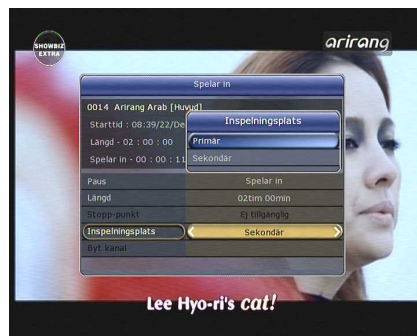 SHOWBIZ
EXTRA
arirang
Spelar in
0014 Arirang Arab [Huvud]
Starttid : 08:39/22/De
Längd - 02 : 00 : 00
Spelar in - 00 : 00 : 11
Inspelningsplats
Primär
Sekondär
Paus
Spelar in
Längd
02tim 00min
Stopp-punkt
Ej tillgänglig
Inspelningsplats
Sekondär
Byt kanal
Lee Hyo-ri's cat!